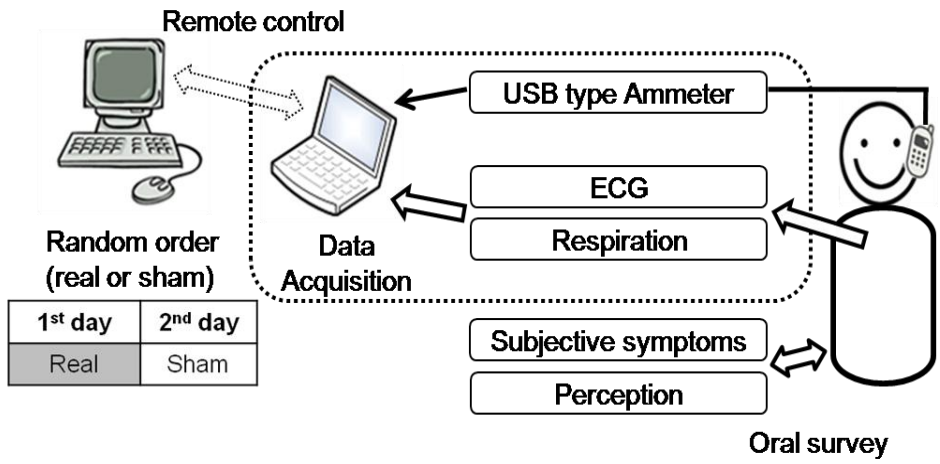 Remote control
USB type Ammeter
ECG
Respiration
Data
Acquisition
Random order
(real or sham)
1st day 2nd day
Real Sham
Subjective symptoms
Perception
Oral survey